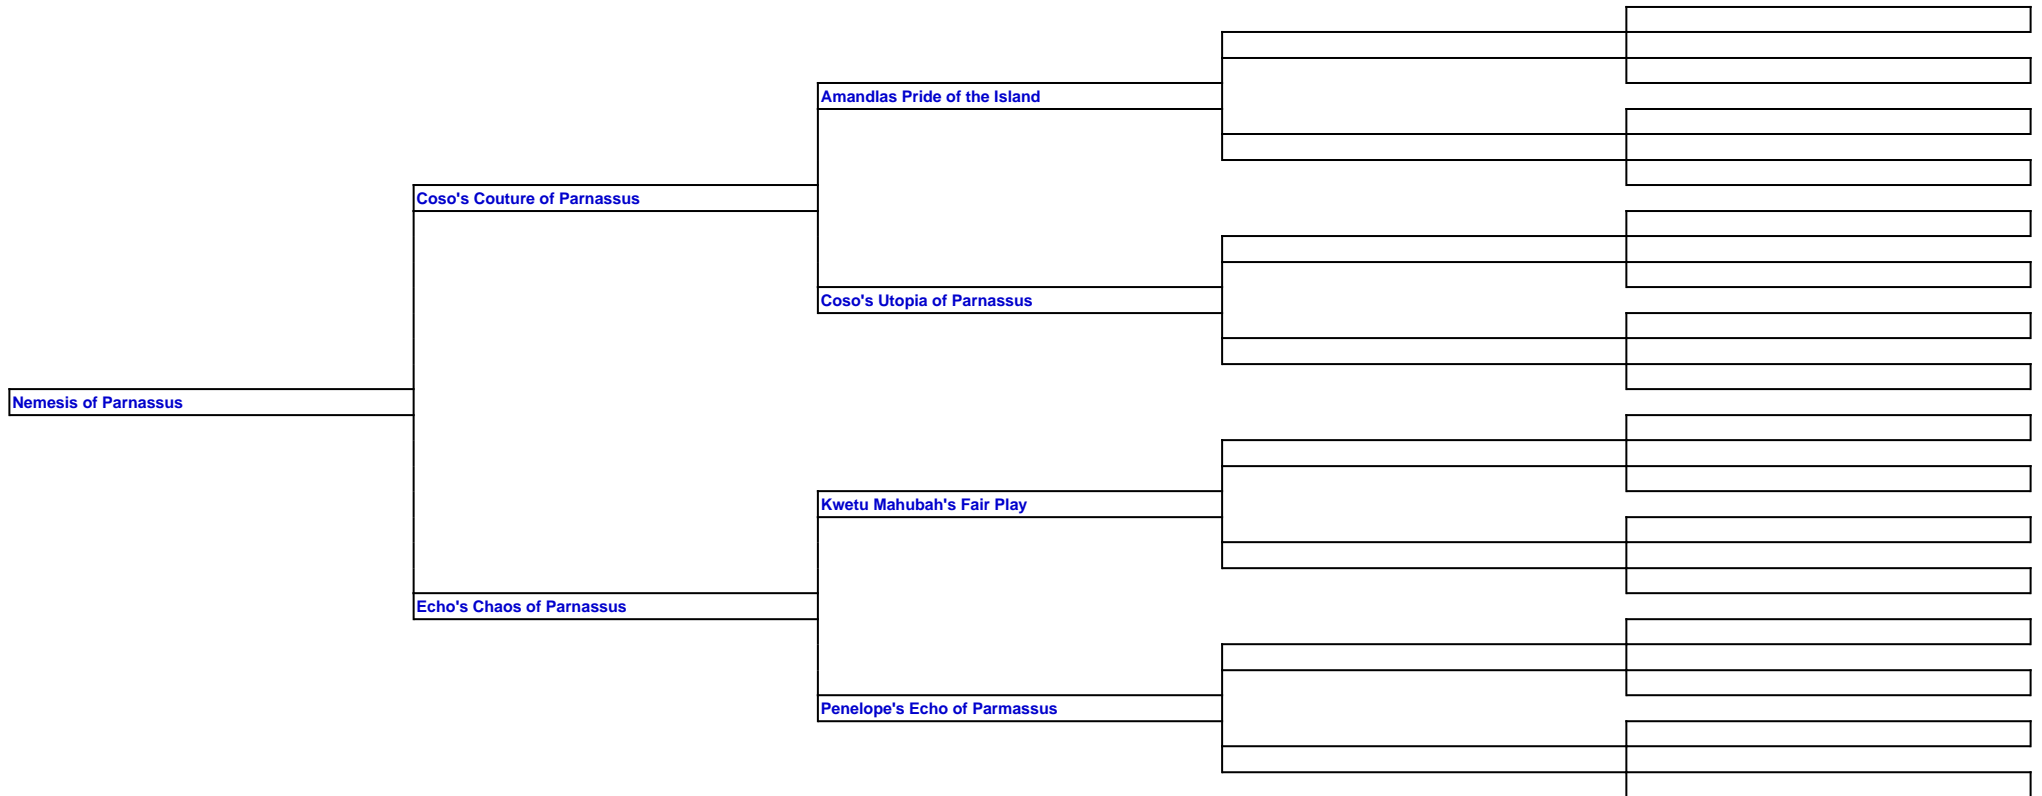 Amandlas Pride of the Island
Coso's Couture of Parnassus
Coso's Utopia of Parnassus
Nemesis of Parnassus
Kwetu Mahubah's Fair Play
Echo's Chaos of Parnassus
Penelope's Echo of Parmassus